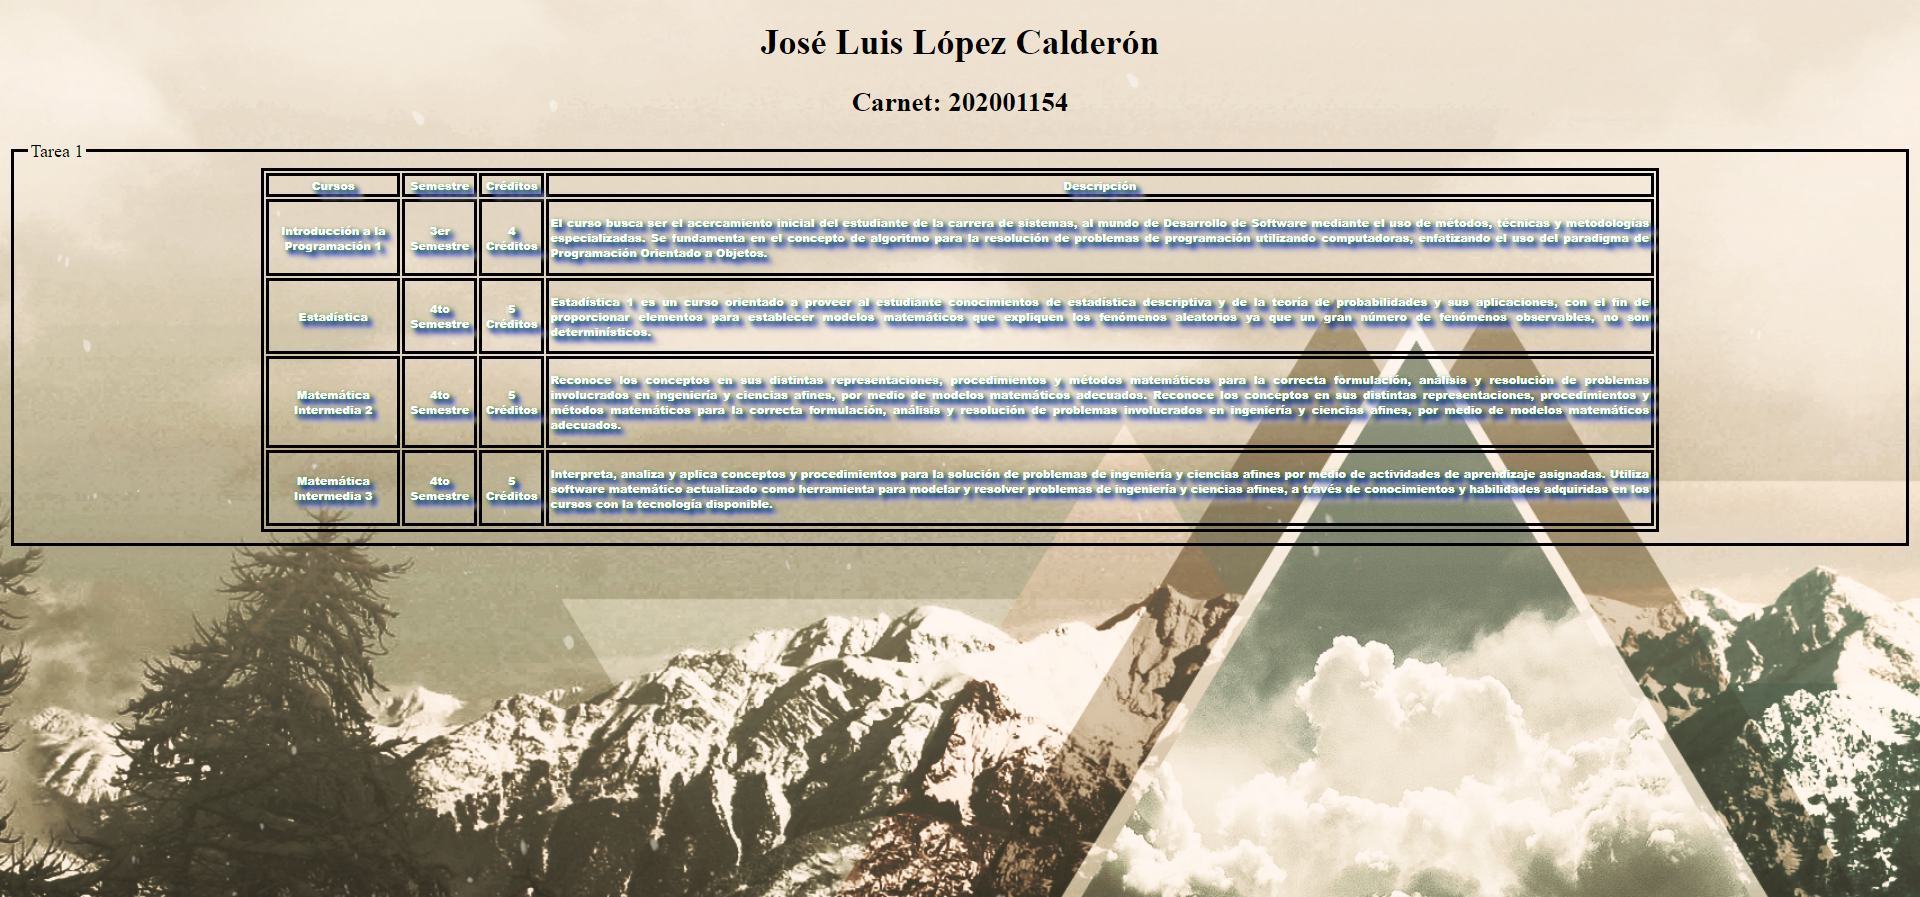 José Luis López Calderón
Carnet: 202001154
Tarea 1
Cursos
Semestre
Créditos
Descripción
Introducción a la
Programación 1
3er
Semestre
4
Créditos
El curso busca ser el acercamiento inicial del estudiante de la carrera de sistemas, al mundo de Desarrollo de Software mediante el uso de métodos, técnicas y metodologías
especializadas. Se fundamenta en el concepto de algoritmo para la resolución de problemas de programación utilizando computadoras, enfatizando el uso del paradigma de
Programación Orientado a Objetos.
Estadística
4to
Semestre
5
Créditos
Estadística 1 es un curso orientado a proveer al estudiante conocimientos de estadística descriptiva y de la teoría de probabilidades y sus aplicaciones, con el fin de
proporcionar elementos para establecer modelos matemáticos que expliquen los fenómenos aleatorios ya que un gran número de fenómenos observables, no son
determinísticos.
Matemática
Intermedia 2
4to
Semestre
5
Créditos
Reconoce los conceptos en sus distintas representaciones, procedimientos y métodos matemáticos para la correcta formulación, análisis y resolución de problemas
involucrados en ingeniería y ciencias afines, por medio de modelos matemáticos adecuados. Reconoce los conceptos en sus distintas representaciones, procedimientos y
métodos matemáticos para la correcta formulación, análisis y resolución de problemas involucrados en ingeniería y ciencias afines, por medio de modelos matemáticos
adecuados.
Matemática
Intermedia 3
4to
Semestre
5
Créditos
Interpreta, analiza y aplica conceptos y procedimientos para la solución de problemas de ingeniería y ciencias afines por medio de actividades de aprendizaje asignadas. Utiliza
software matemático actualizado como herramienta para modelar y resolver problemas de ingeniería y ciencias afines, a través de conocimientos y habilidades adquiridas en los
cursos con la tecnología disponible.